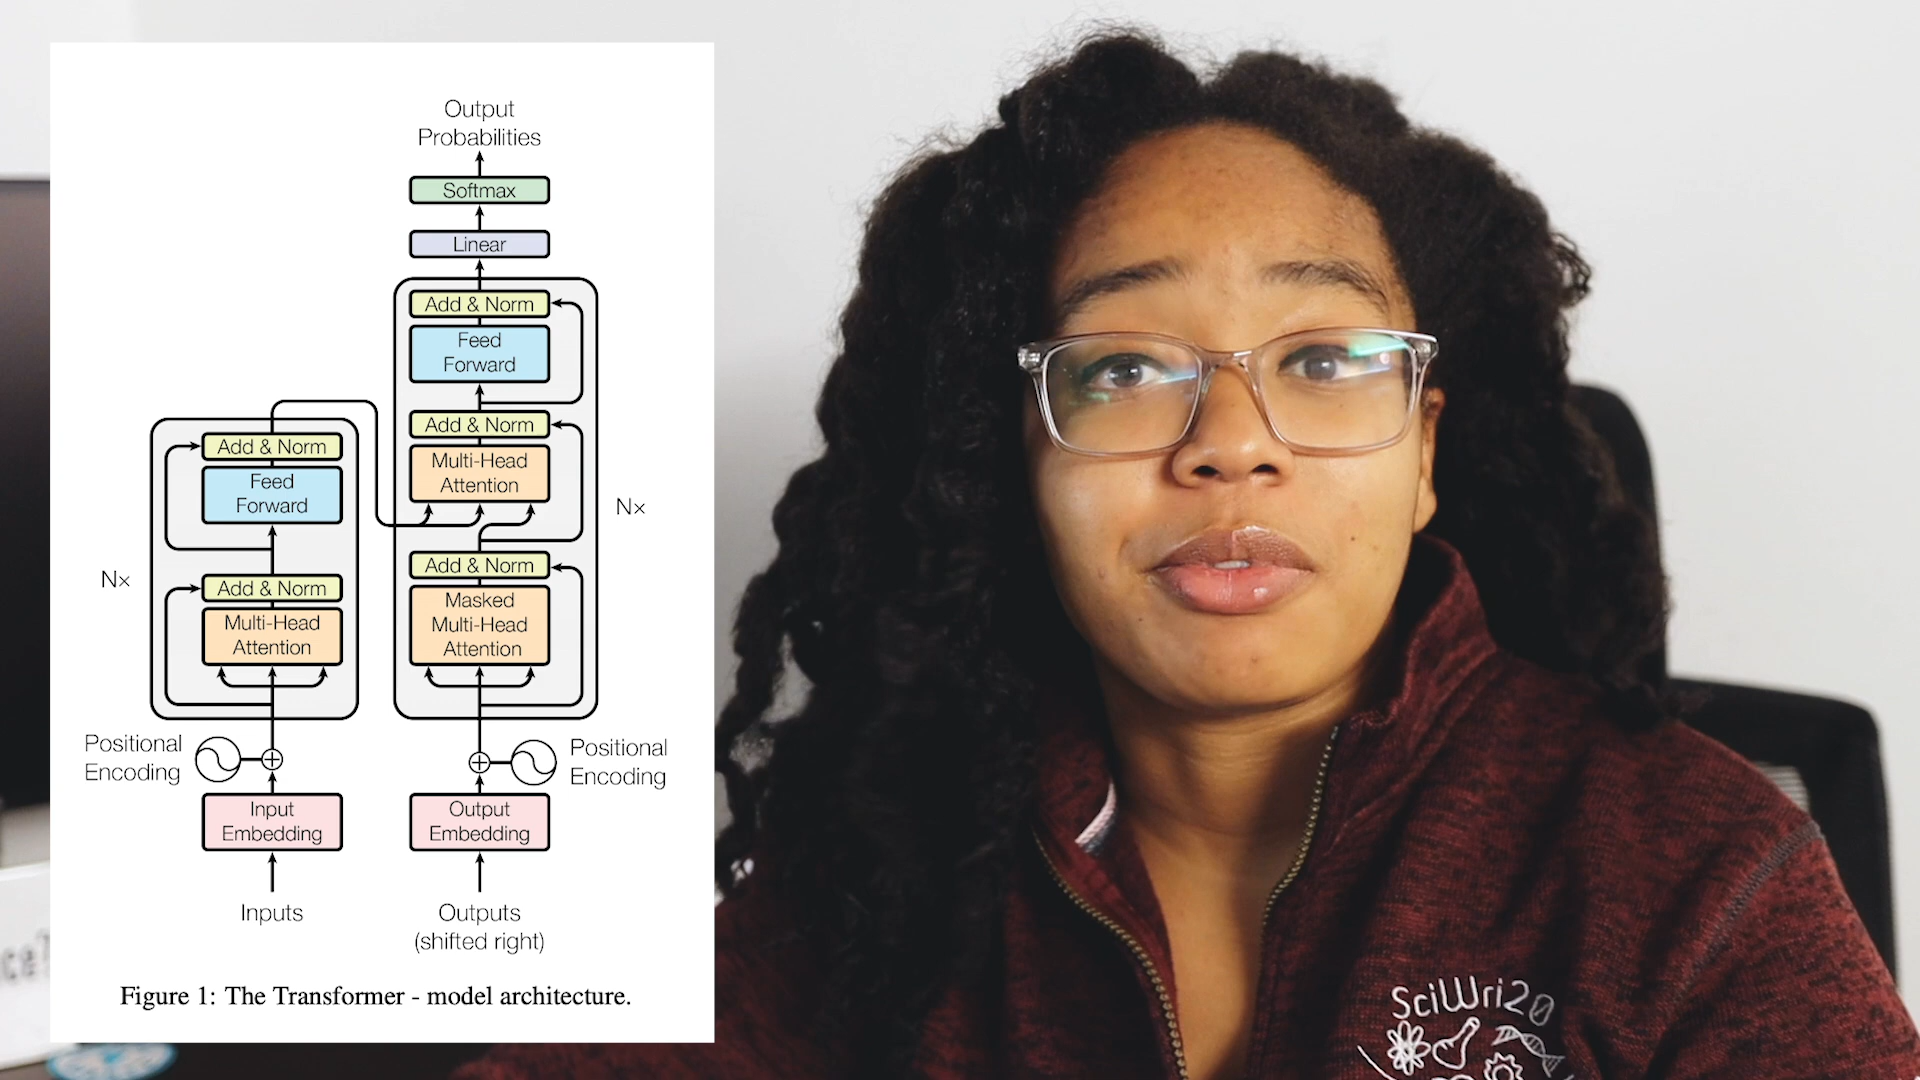 Output
Probabilities
Softmax
Linear
Add & Norm
Feed
Forward
Add & Norm
Multi-Head
Attention
Nx
Add & Norm
Masked
Multi-Head
Attention
Add & Norm
Feed
Forward
Nx
Add & Norm
Multi-Head
Attention
Positional
Encoding
Positional
Encoding
Input
Embedding
Output
Embedding
Inputs
Outputs
(shifted right)
Figure 1: The Transformer - model architecture.
SciWri20